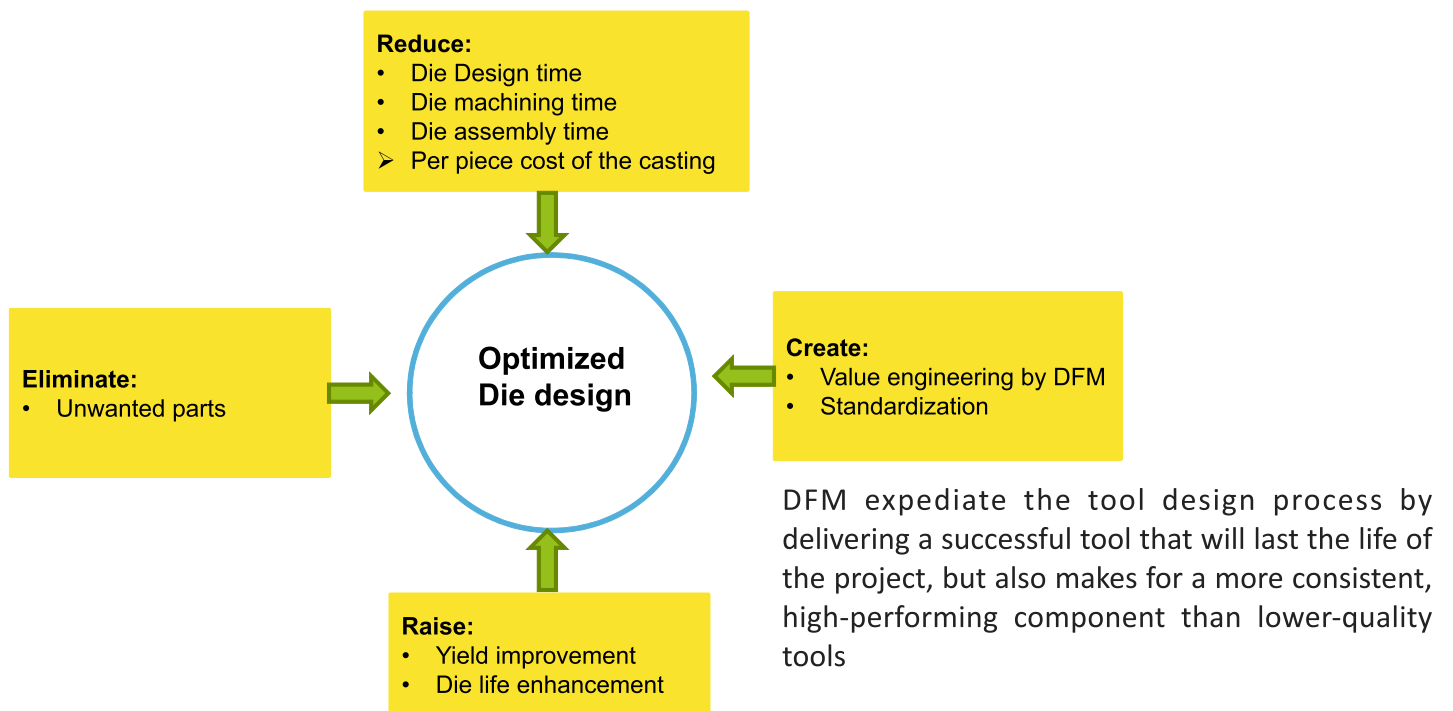 Reduce:
• Die Design time
• Die machining time
• Die assembly time
➢ Per piece cost of the casting
Eliminate:
• Unwanted parts
Optimized
Die design
Create:
• Value engineering by DFM
• Standardization
DFM expediate the tool design process by
delivering a successful tool that will last the life of
the project, but also makes for a more consistent,
high-performing component than lower-quality
tools
Raise:
• Yield improvement
• Die life enhancement